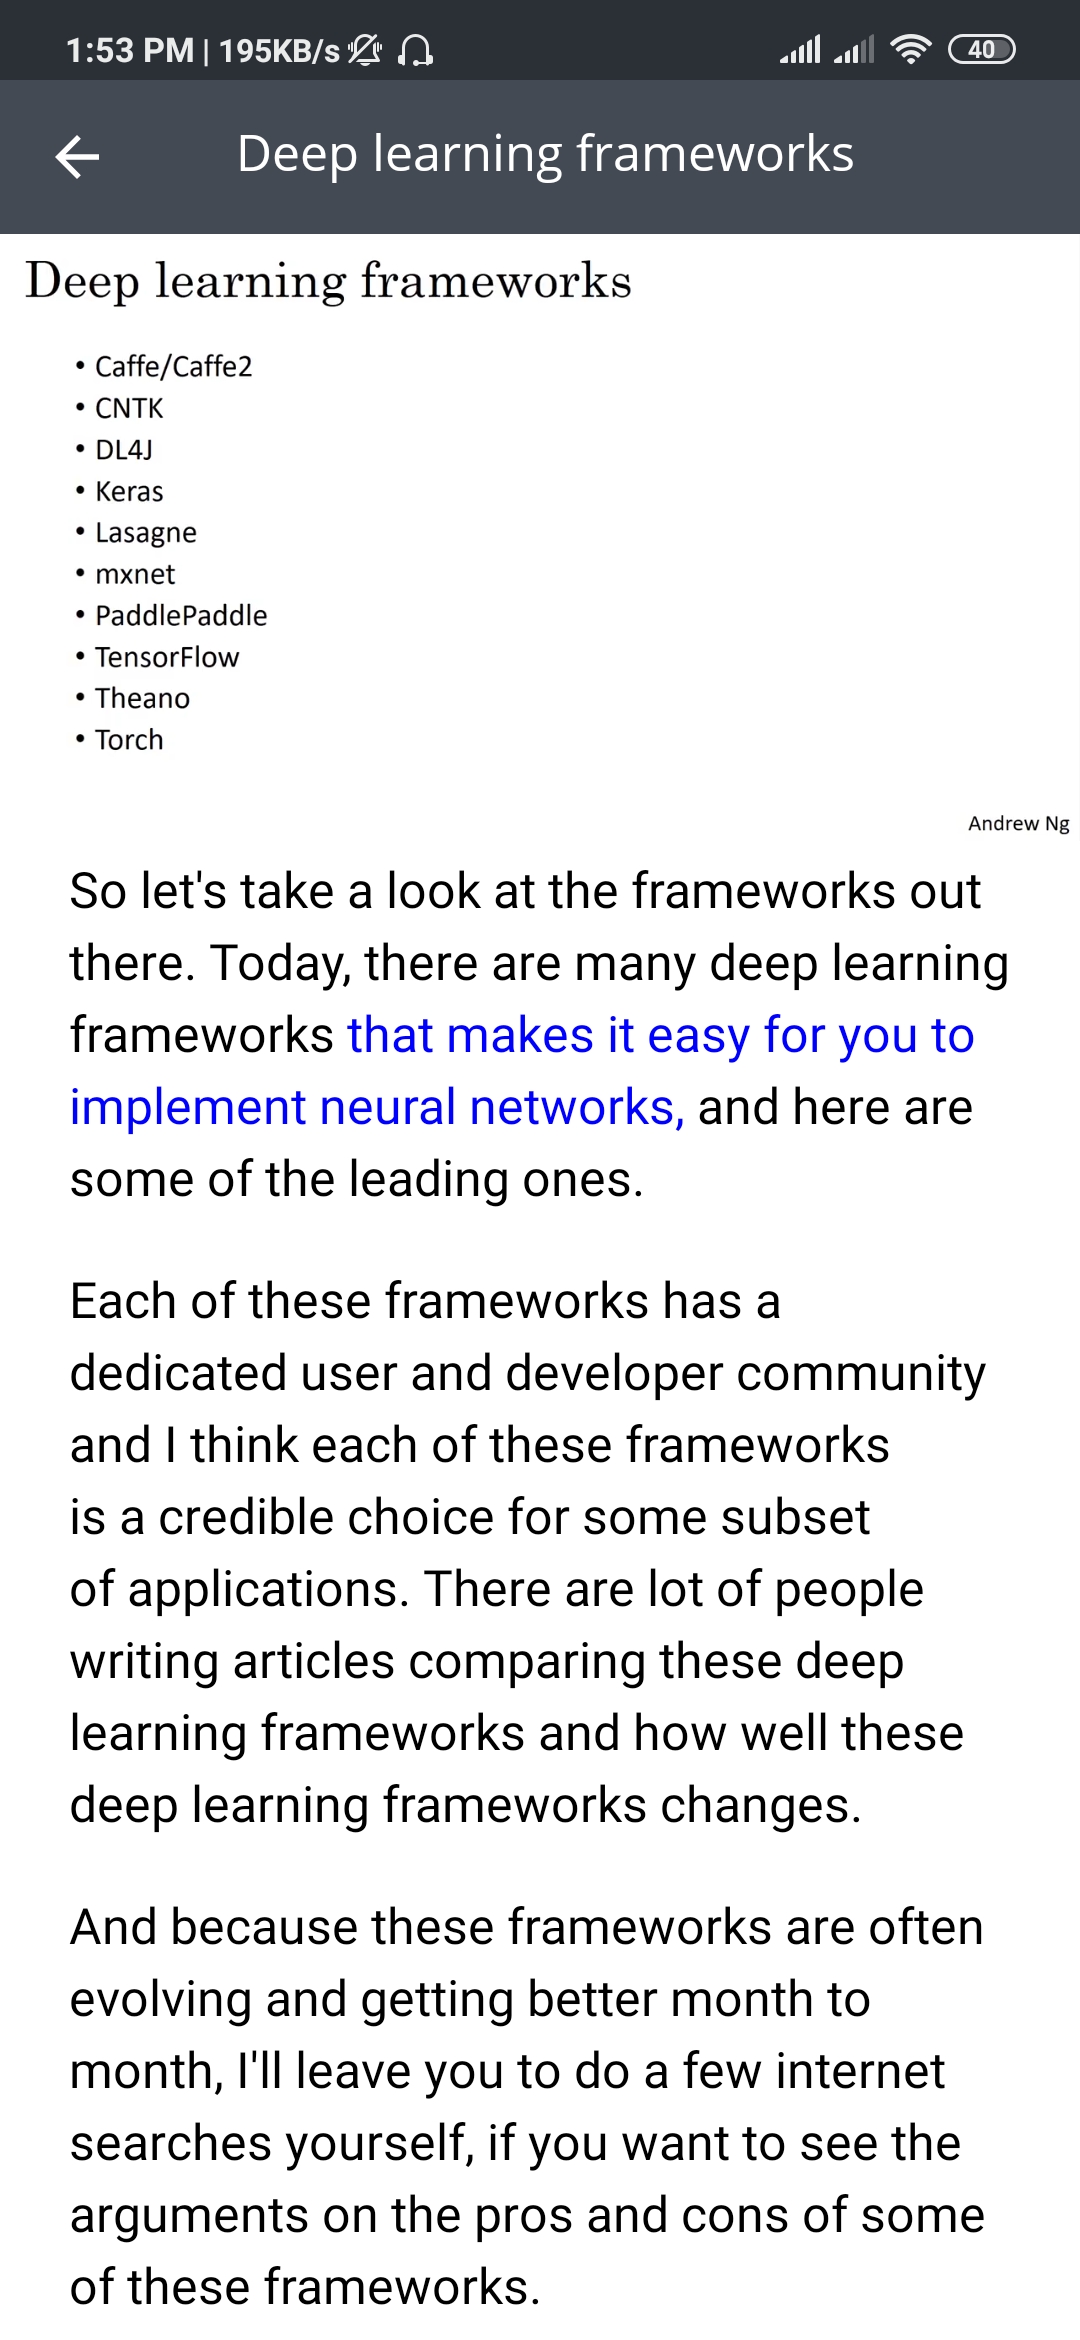 1:53 PM | 195KB/s
40
Deep learning frameworks
Deep learning frameworks
• Caffe/Caffe2
• CNTK
• DL4J
• Keras
• Lasagne
• mxnet
• PaddlePaddle
• TensorFlow
• Theano
• Torch
Andrew Ng
So let's take a look at the frameworks out
there. Today, there are many deep learning
frameworks that makes it easy for you to
implement neural networks, and here are
some of the leading ones.
Each of these frameworks has a
dedicated user and developer community
and I think each of these frameworks
is a credible choice for some subset
of applications. There are lot of people
writing articles comparing these deep
learning frameworks and how well these
deep learning frameworks changes.
And because these frameworks are often
evolving and getting better month to
month, I'll leave you to do a few internet
searches yourself, if you want to see the
arguments on the pros and cons of some
of these frameworks.